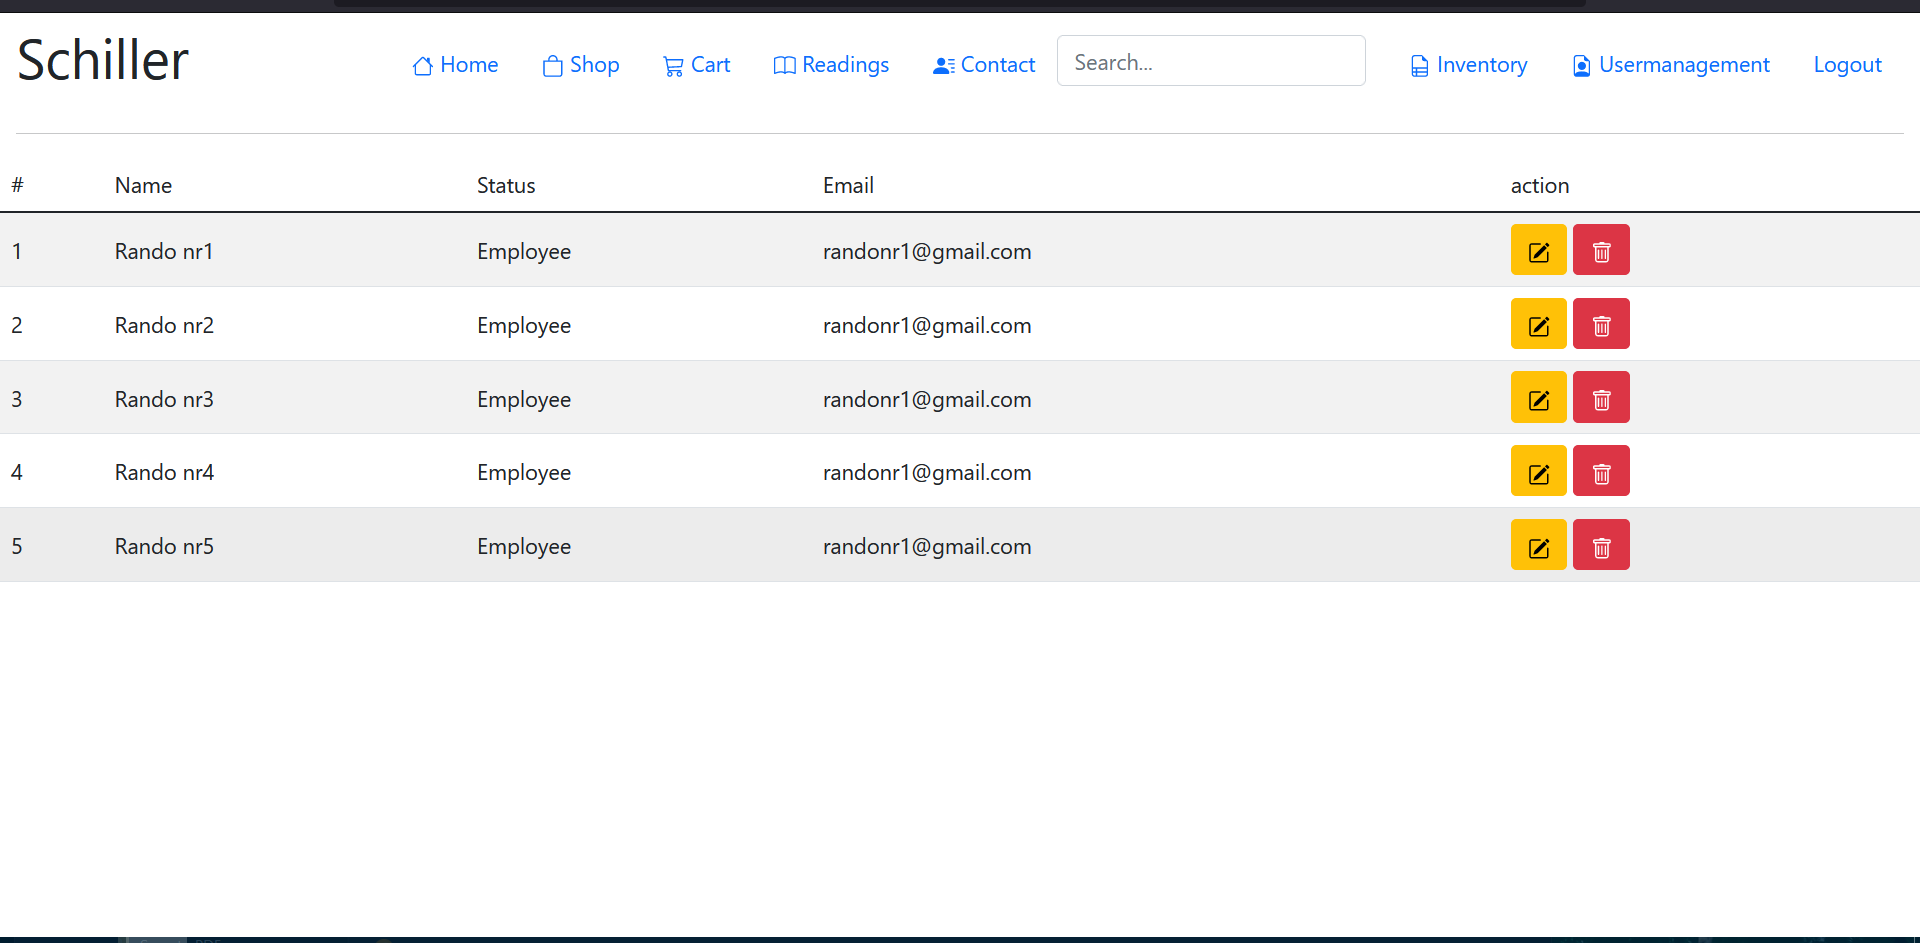 Schiller
Home Shop Cart Readings Contact Search... Inventory Usermanagement Logout
# Name Status Email action
1 Rando nr1 Employee randonr1@gmail.com
2 Rando nr2 Employee randonr1@gmail.com
3 Rando nr3 Employee randonr1@gmail.com
4 Rando nr4 Employee randonr1@gmail.com
5 Rando nr5 Employee randonr1@gmail.com